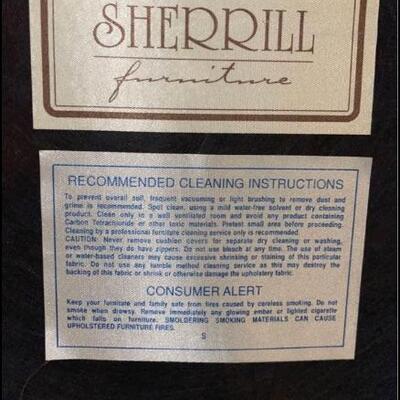 SHERRILL
furniture
RECOMMENDED CLEANING INSTRUCTIONS
To prevent overall soil, frequent vacuuming or light brushing to remove dust and
grime is recommended. Spot clean, using a mild water-free solvent or dry cleaning
product. Clean only in a well ventilated room and avoid any product containing
Carbon Tetrachloride or other toxic materials. Pretest small area before proceeding.
Cleaning by a professional furniture cleaning service only is recommended.
CAUTION: Never remove cushion covers for separate dry cleaning or washing,
even though they do have zippers. Do not use bleach at any time. The use of steam
or water-based cleaners may cause excessive shrinking or staining of this particular
fabric. Do not use any tumble method cleaning service as this may destroy the
backing of this fabric or shrink or otherwise damage the upholstery fabric.
CONSUMER ALERT
Keep your furniture and family safe from fires caused by careless smoking. Do not
smoke when drowsy. Remove immediately any glowing ember or lighted cigarette
which falls on furniture. SMOLDERING SMOKING MATERIALS CAN CAUSE
UPHOLSTERED FURNITURE FIRES.
S